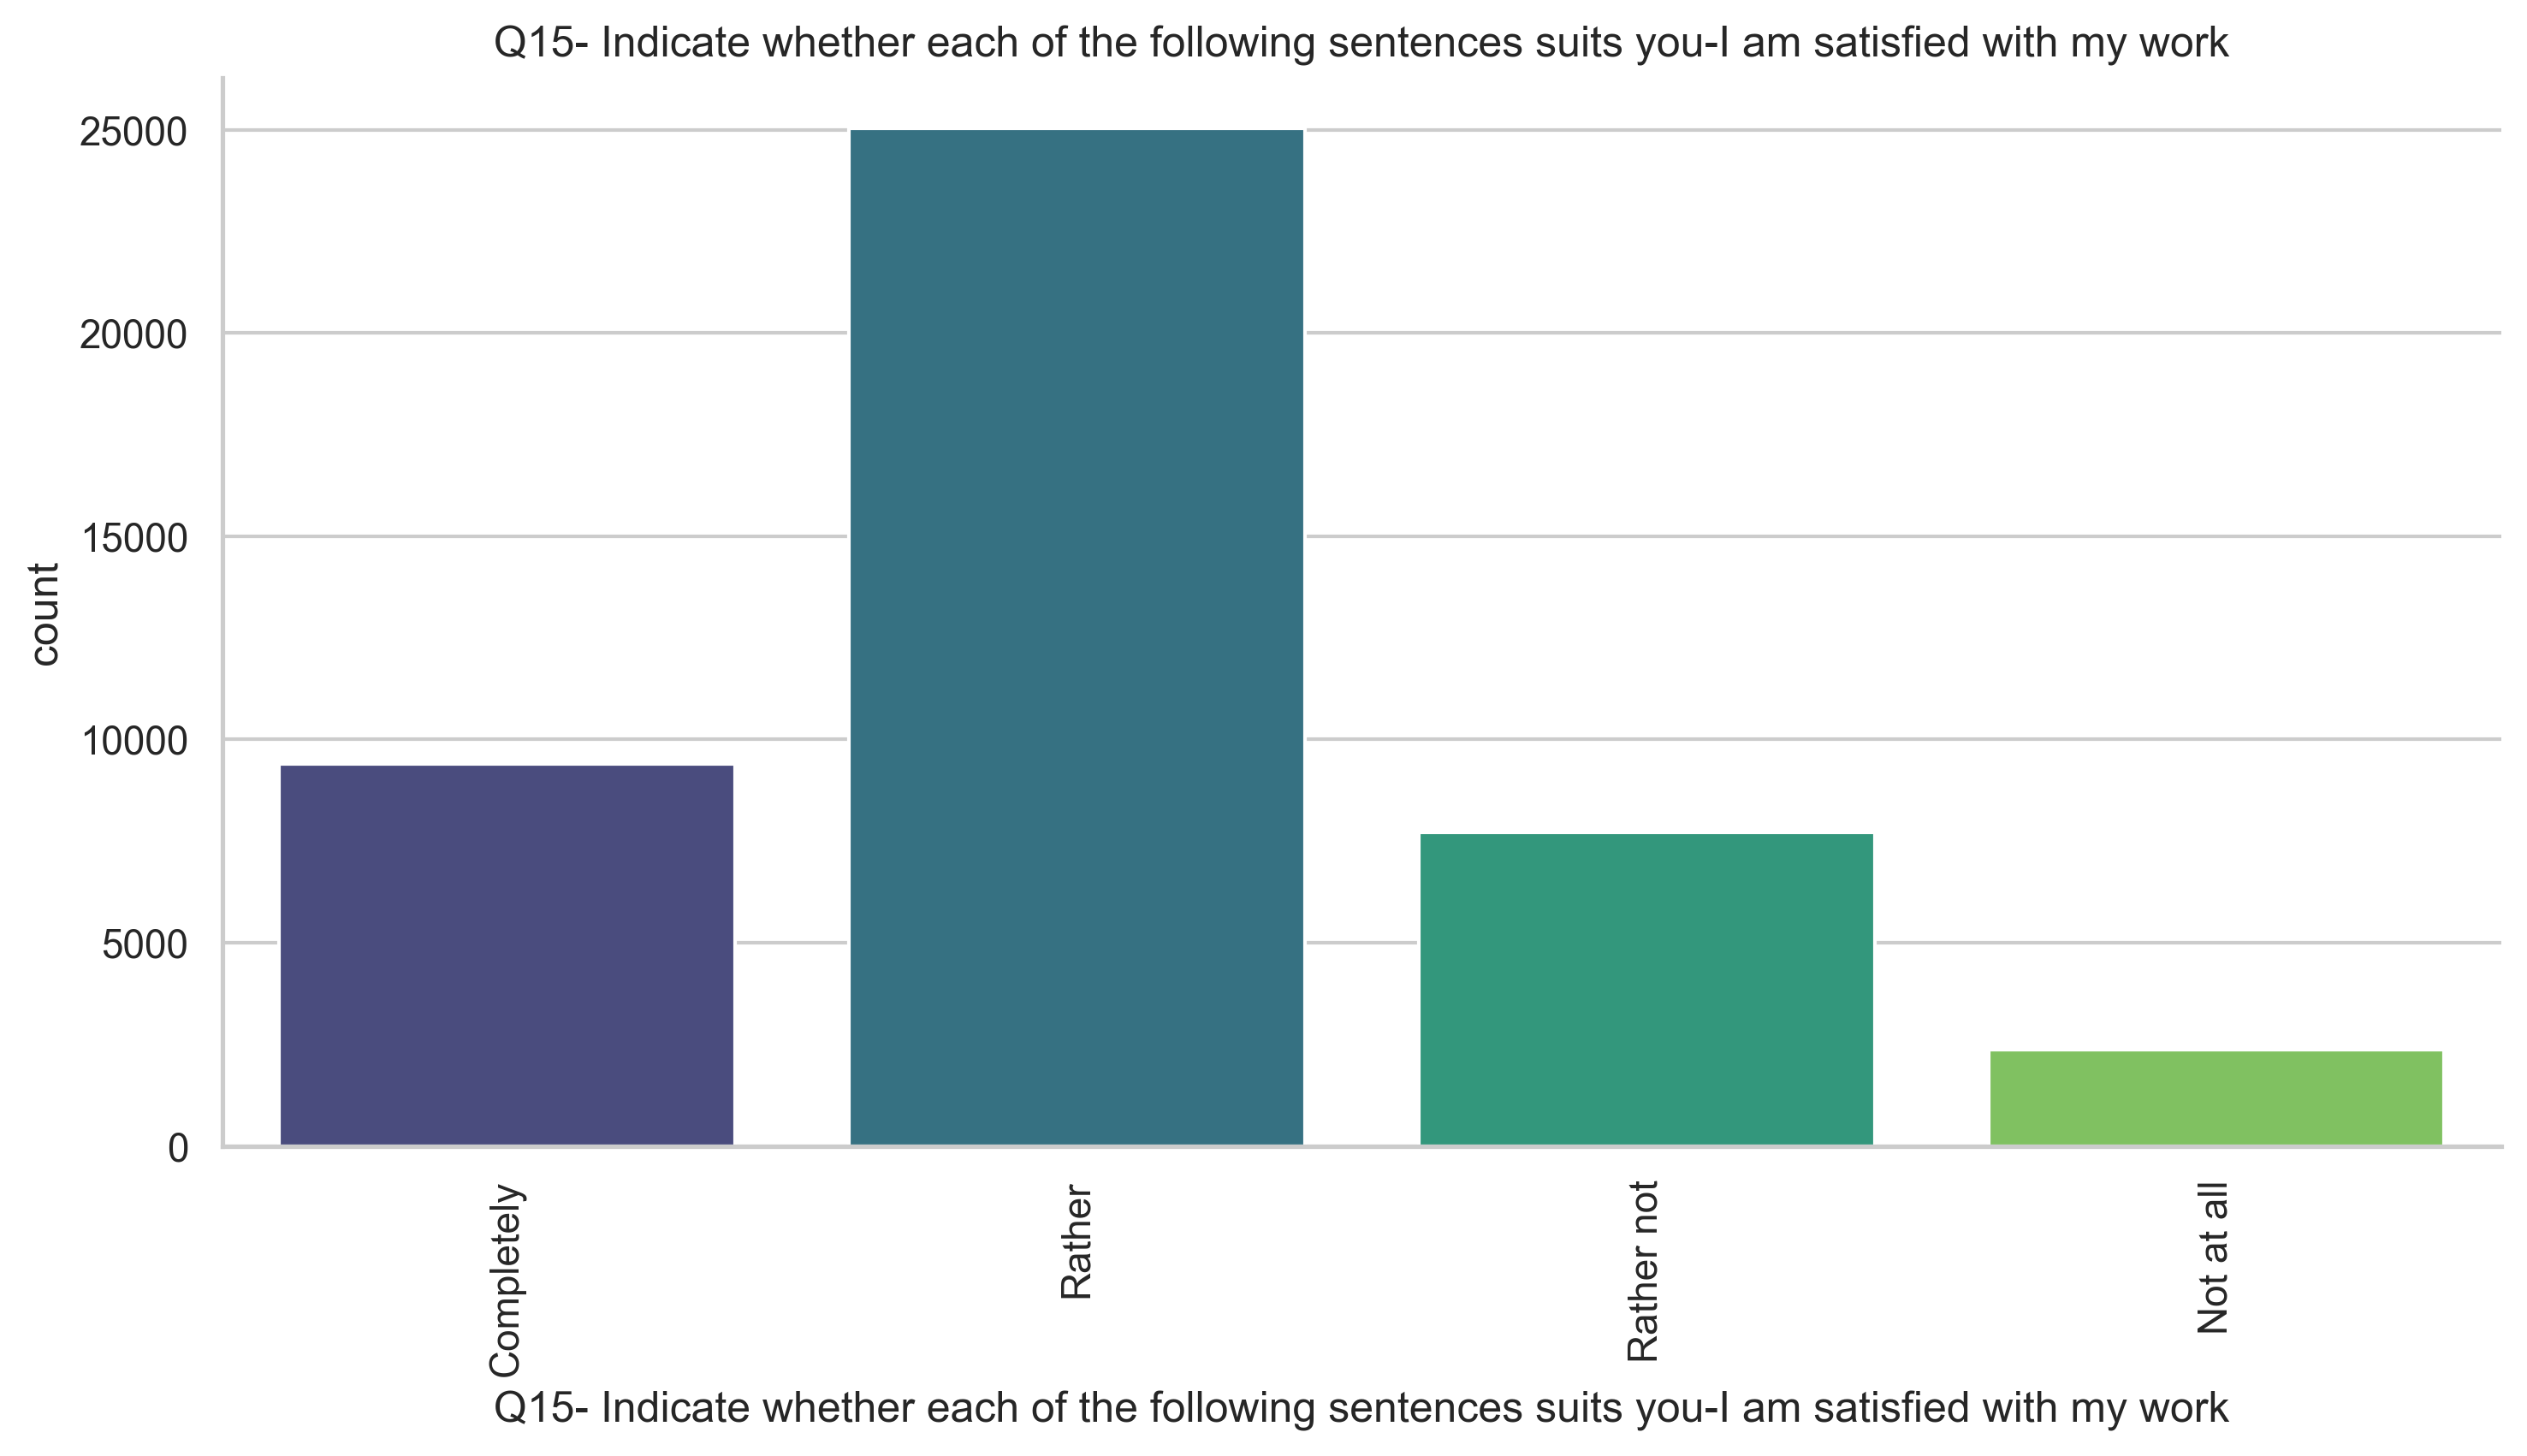 Q15- Indicate whether each of the following sentences suits you-I am satisfied with my work
25000
20000
15000
10000
5000
0
count
Completely
Rather
Rather not
Not at all
Q15- Indicate whether each of the following sentences suits you-I am satisfied with my work